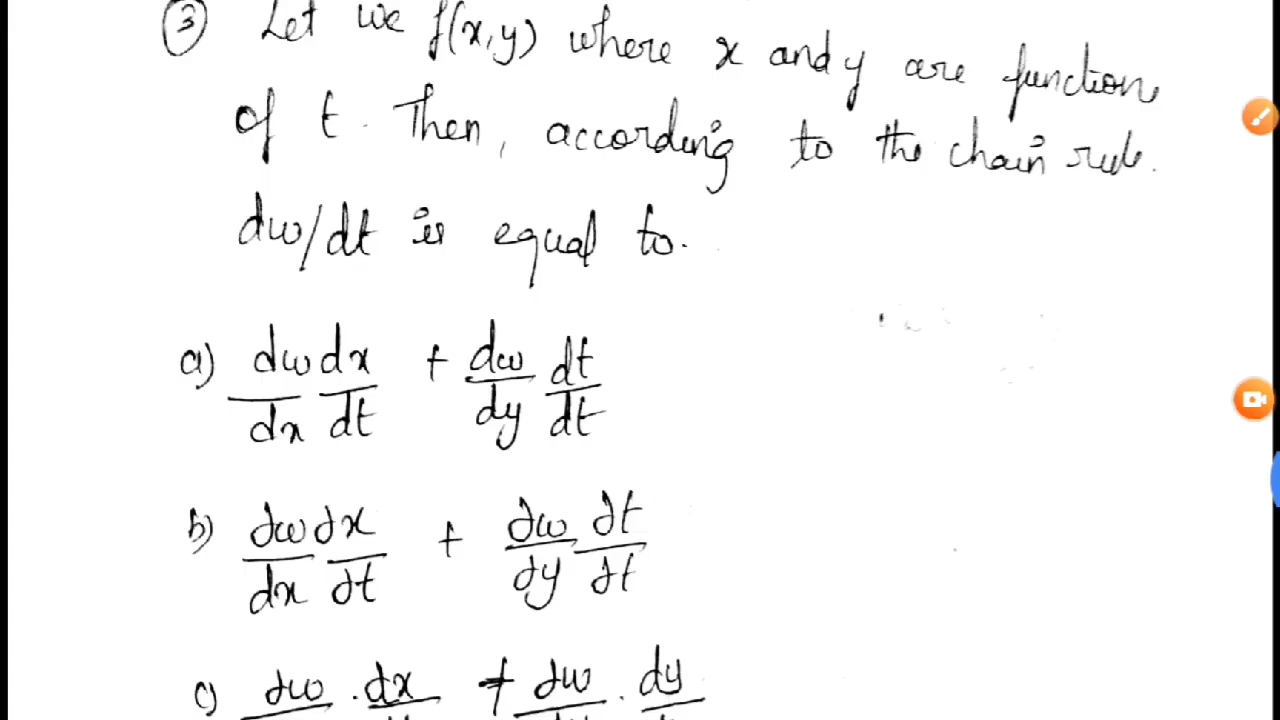 ③ Let we f(x,y) where x and y are function
of t. Then, according to the chain rule.
dw/dt is equal to.
a) dw/dx dx/dt + dw/dy dt/dt
b) ∂w/dx ∂x/∂t + ∂w/∂y ∂t/∂t
c) ∂w . dx + ∂w . dy